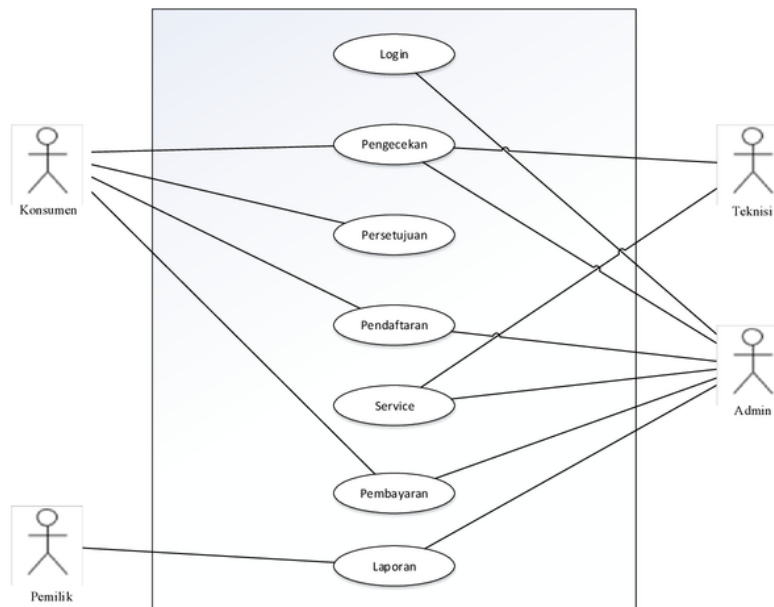 Login
Pengecekan
Konsumen
Teknisi
Persetujuan
Pendaftaran
Service
Admin
Pembayaran
Laporan
Pemilik